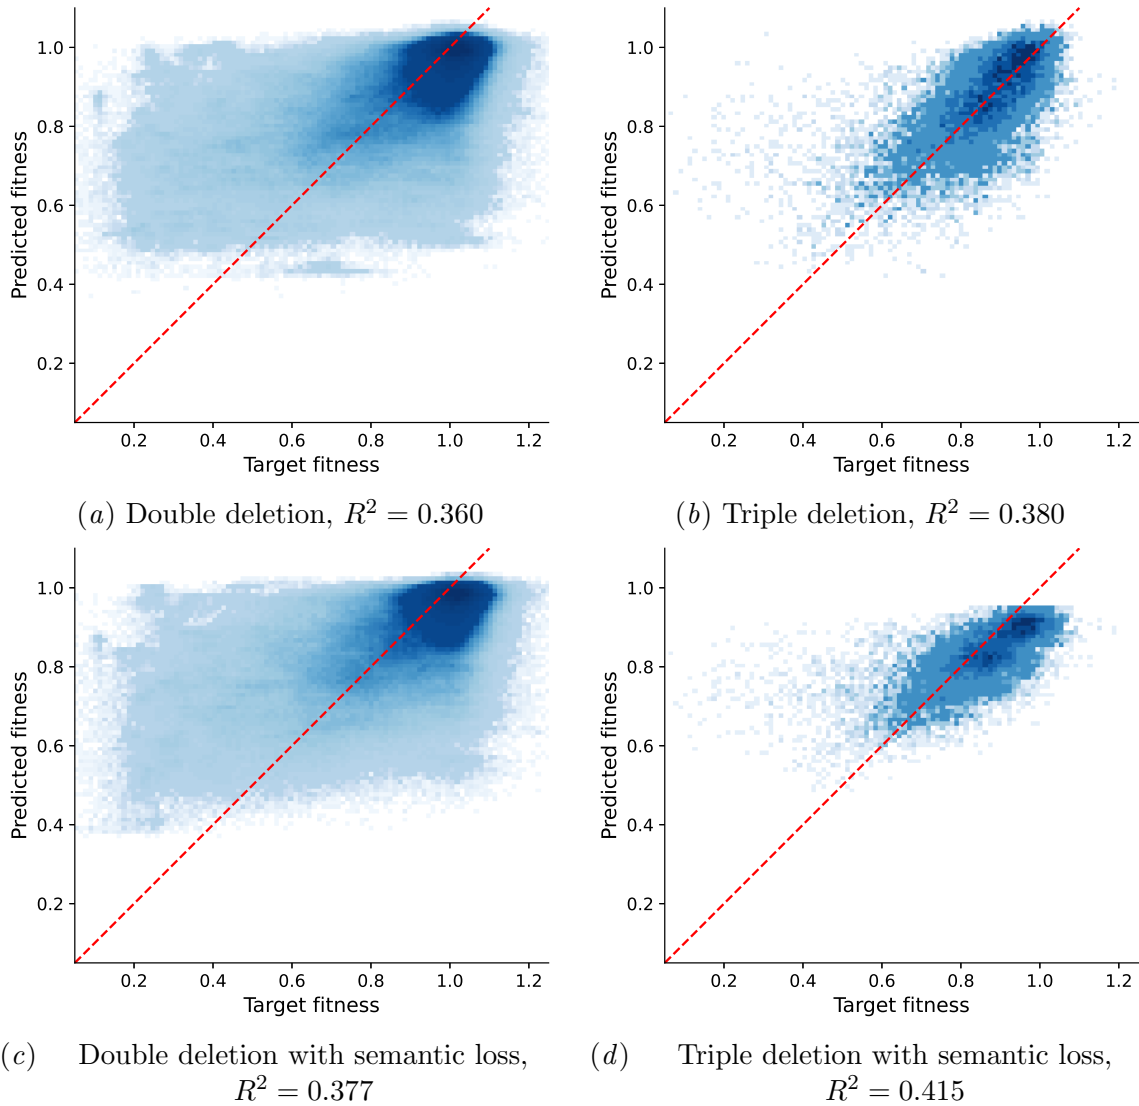 1.0
0.8
0.6
0.4
0.2
Predicted fitness
0.2 0.4 0.6 0.8 1.0 1.2
Target fitness
(a) Double deletion, R² = 0.360
1.0
0.8
0.6
0.4
0.2
Predicted fitness
0.2 0.4 0.6 0.8 1.0 1.2
Target fitness
(b) Triple deletion, R² = 0.380
1.0
0.8
0.6
0.4
0.2
Predicted fitness
0.2 0.4 0.6 0.8 1.0 1.2
Target fitness
(c) Double deletion with semantic loss,
R² = 0.377
1.0
0.8
0.6
0.4
0.2
Predicted fitness
0.2 0.4 0.6 0.8 1.0 1.2
Target fitness
(d) Triple deletion with semantic loss,
R² = 0.415